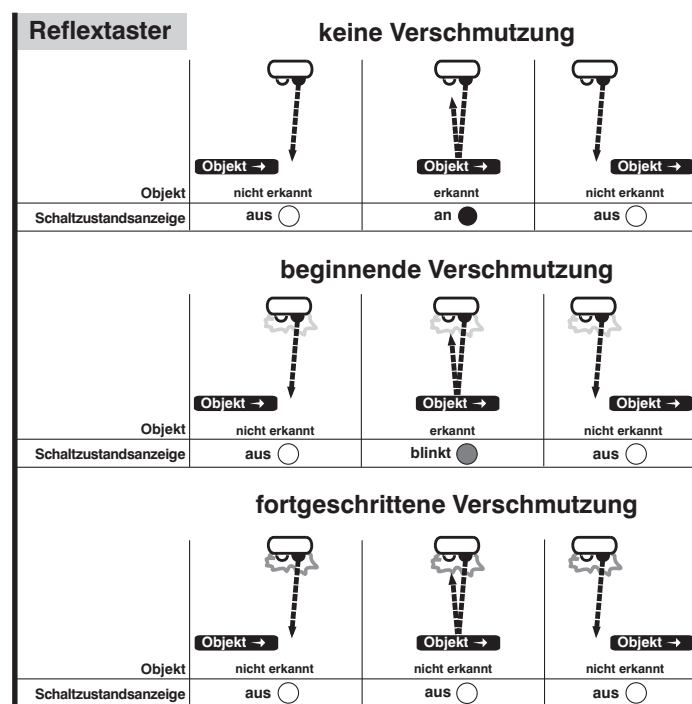 Reflextaster
keine Verschmutzung
Objekt → Objekt → Objekt →
Objekt nicht erkannt erkannt nicht erkannt
Schaltzustandsanzeige aus an aus
beginnende Verschmutzung
Objekt → Objekt → Objekt →
Objekt nicht erkannt erkannt nicht erkannt
Schaltzustandsanzeige aus blinkt aus
fortgeschrittene Verschmutzung
Objekt → Objekt → Objekt →
Objekt nicht erkannt nicht erkannt nicht erkannt
Schaltzustandsanzeige aus aus aus